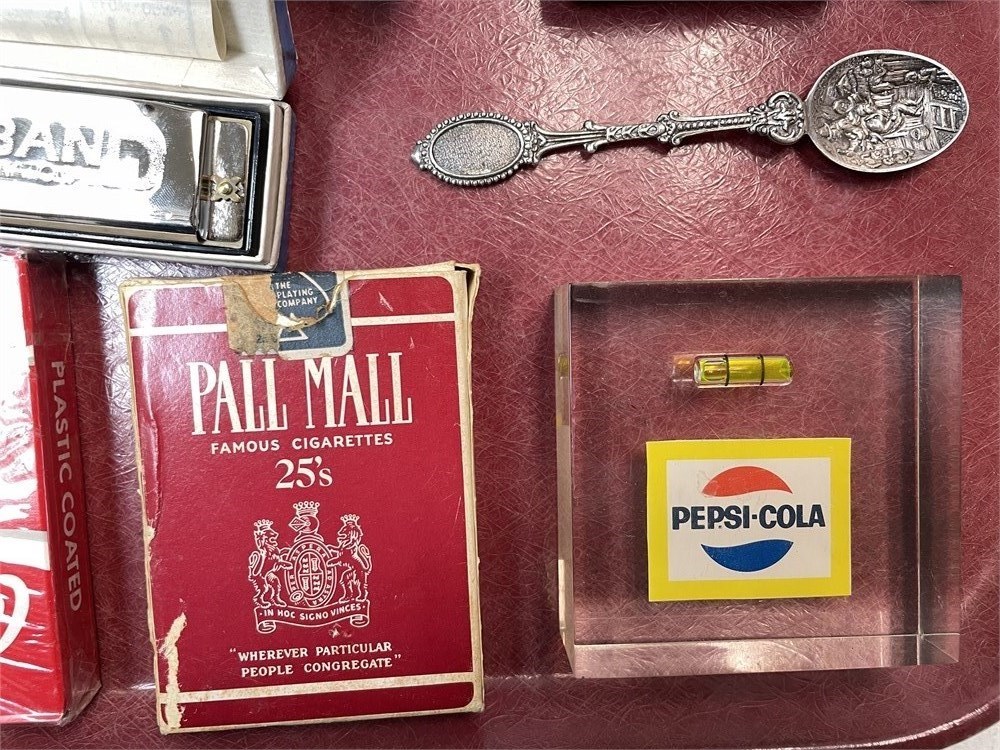 BAND
PLASTIC COATED
THE
PLAYING
COMPANY
PALL MALL
FAMOUS CIGARETTES
25's
IN HOC SIGNO VINCES
"WHEREVER PARTICULAR
PEOPLE CONGREGATE"
PEPSI-COLA